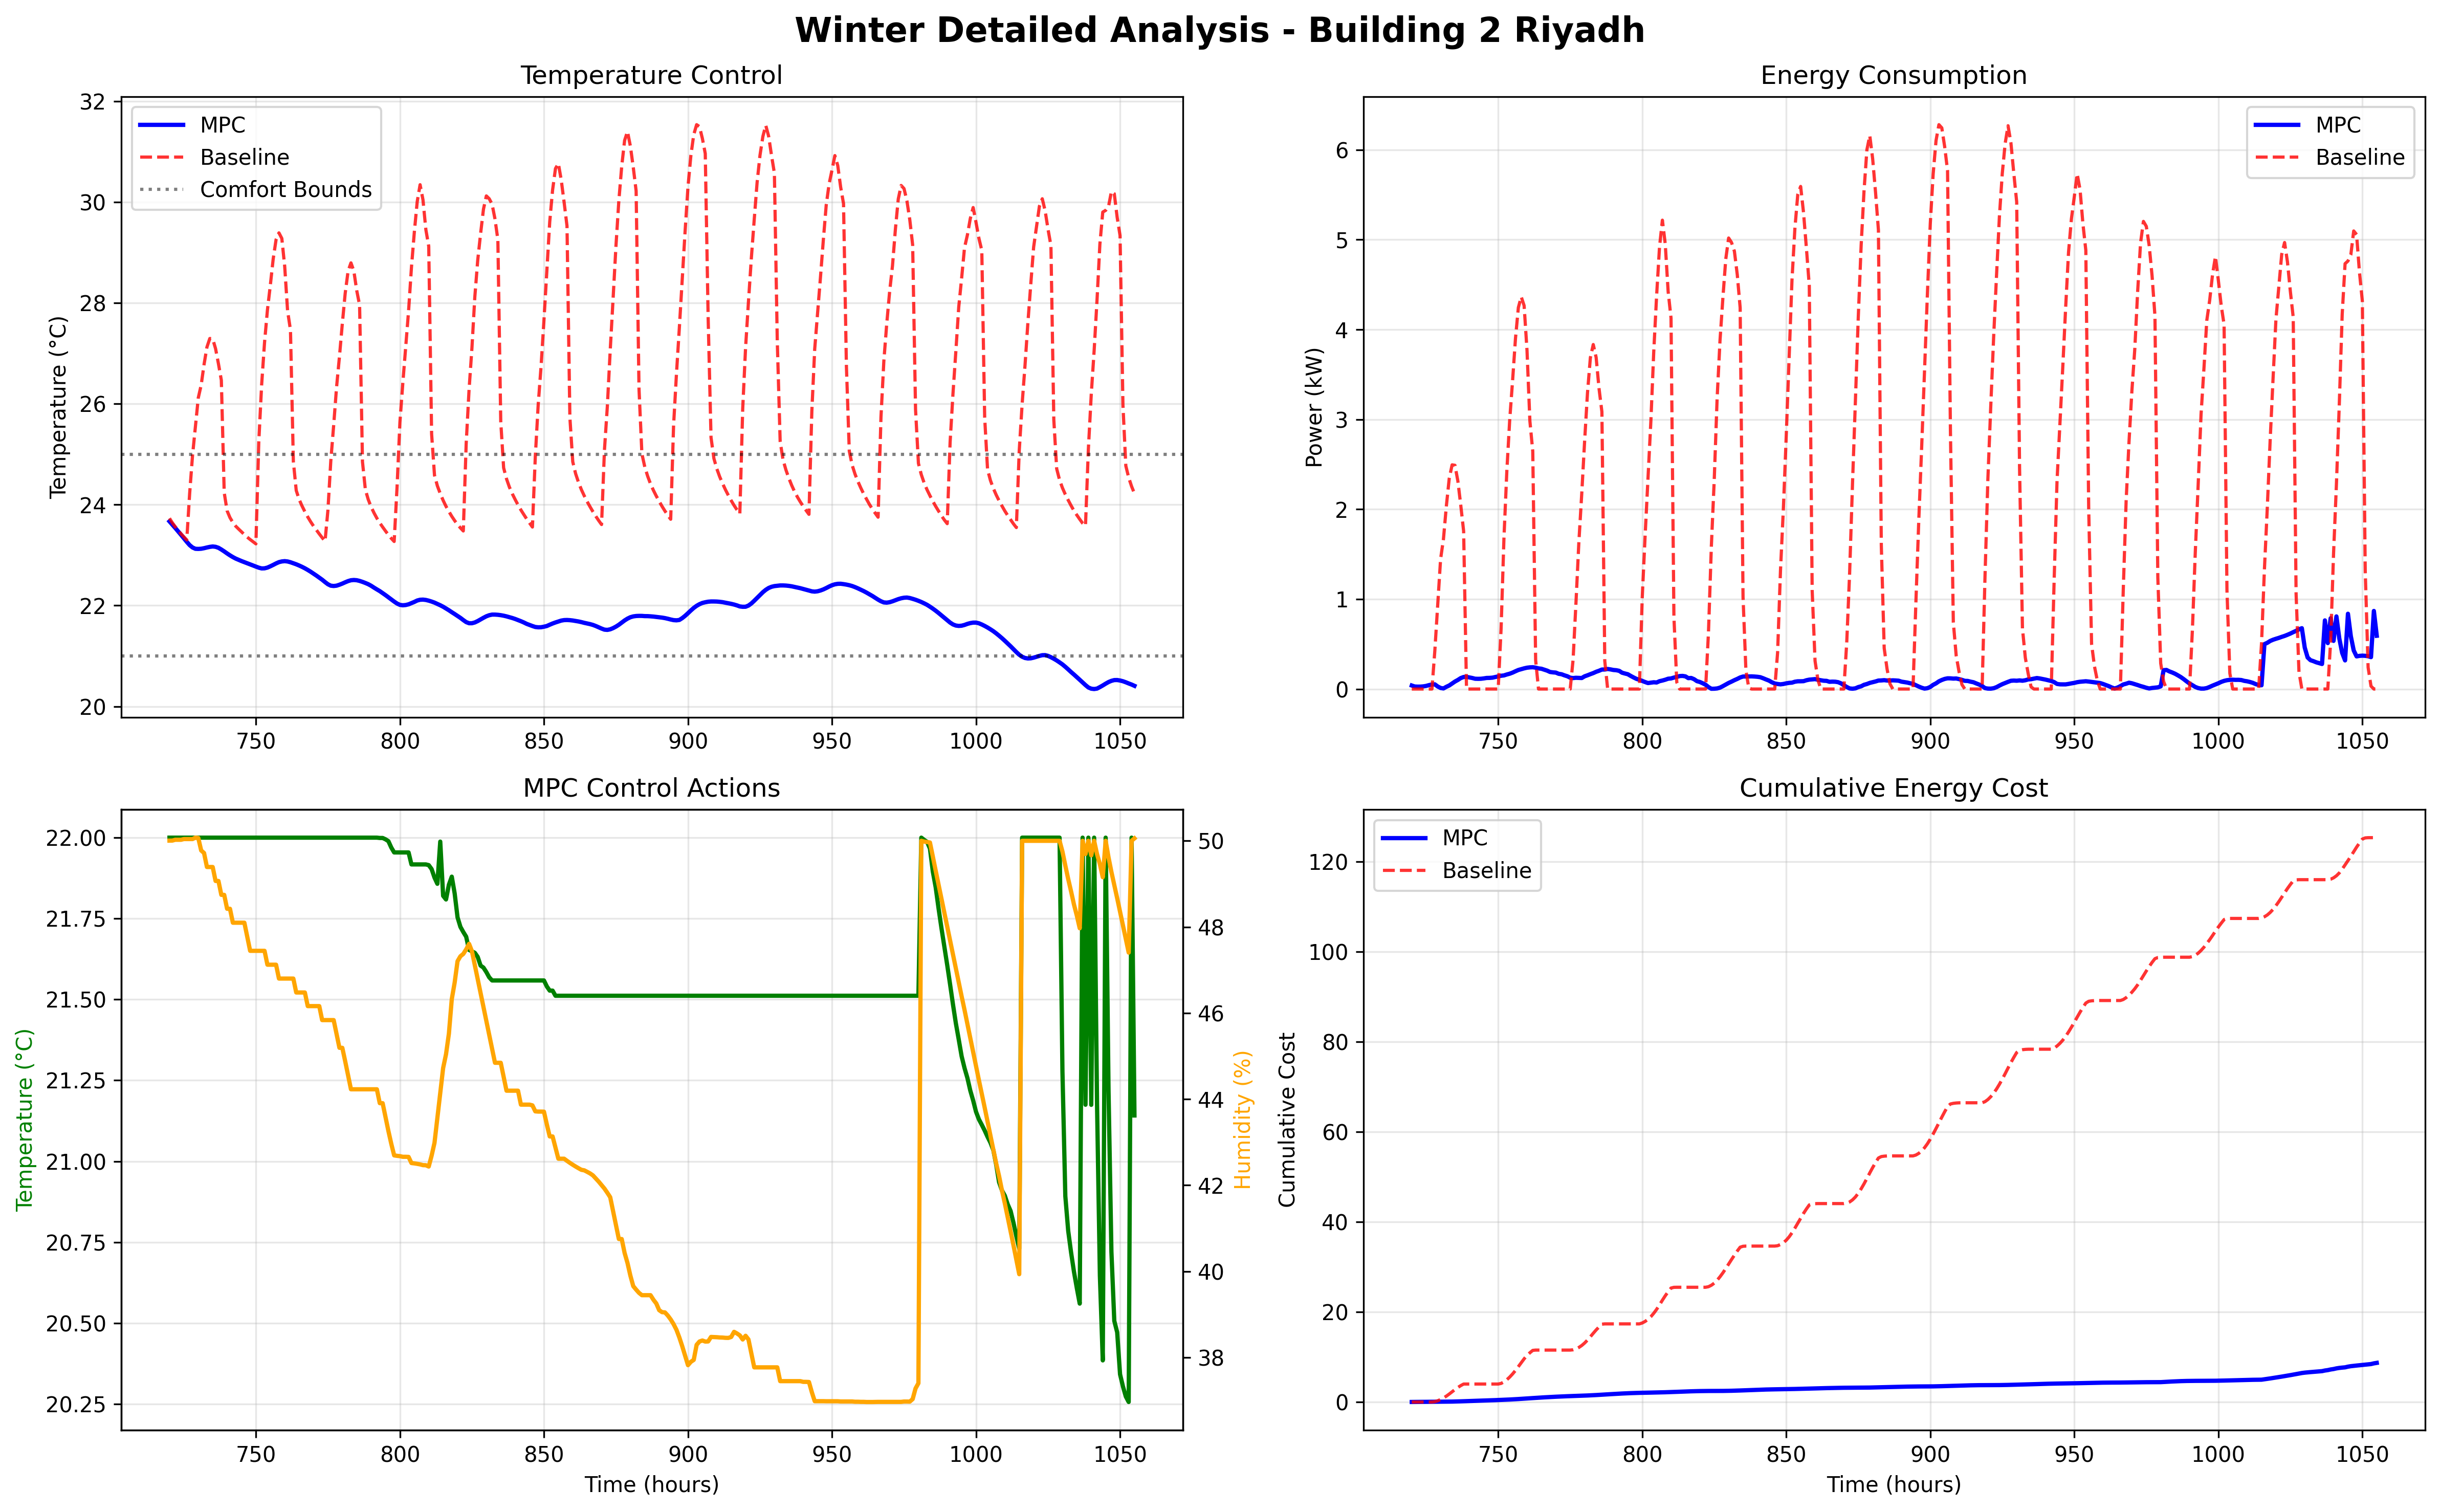 Winter Detailed Analysis - Building 2 Riyadh
Temperature Control
Temperature (°C)
32
30
28
26
24
22
20
MPC
Baseline
Comfort Bounds
750 800 850 900 950 1000 1050
Energy Consumption
Power (kW)
6
5
4
3
2
1
0
MPC
Baseline
750 800 850 900 950 1000 1050
MPC Control Actions
Temperature (°C)
22.00
21.75
21.50
21.25
21.00
20.75
20.50
20.25
50
48
46
44
42
40
38
Humidity (%)
750 800 850 900 950 1000 1050
Time (hours)
Cumulative Energy Cost
Cumulative Cost
120
100
80
60
40
20
0
MPC
Baseline
750 800 850 900 950 1000 1050
Time (hours)